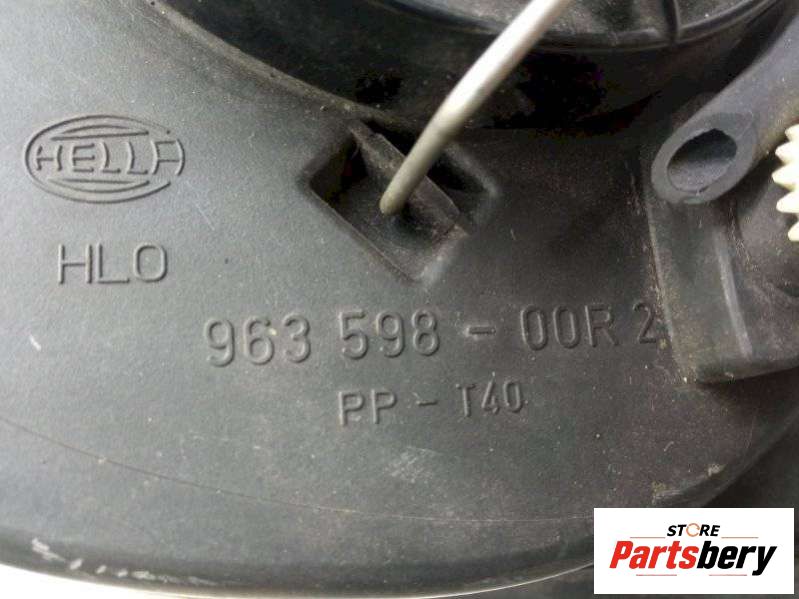 HELLA
HLO
963 598 - 00R 2
PP - T40
STORE
Partsbery